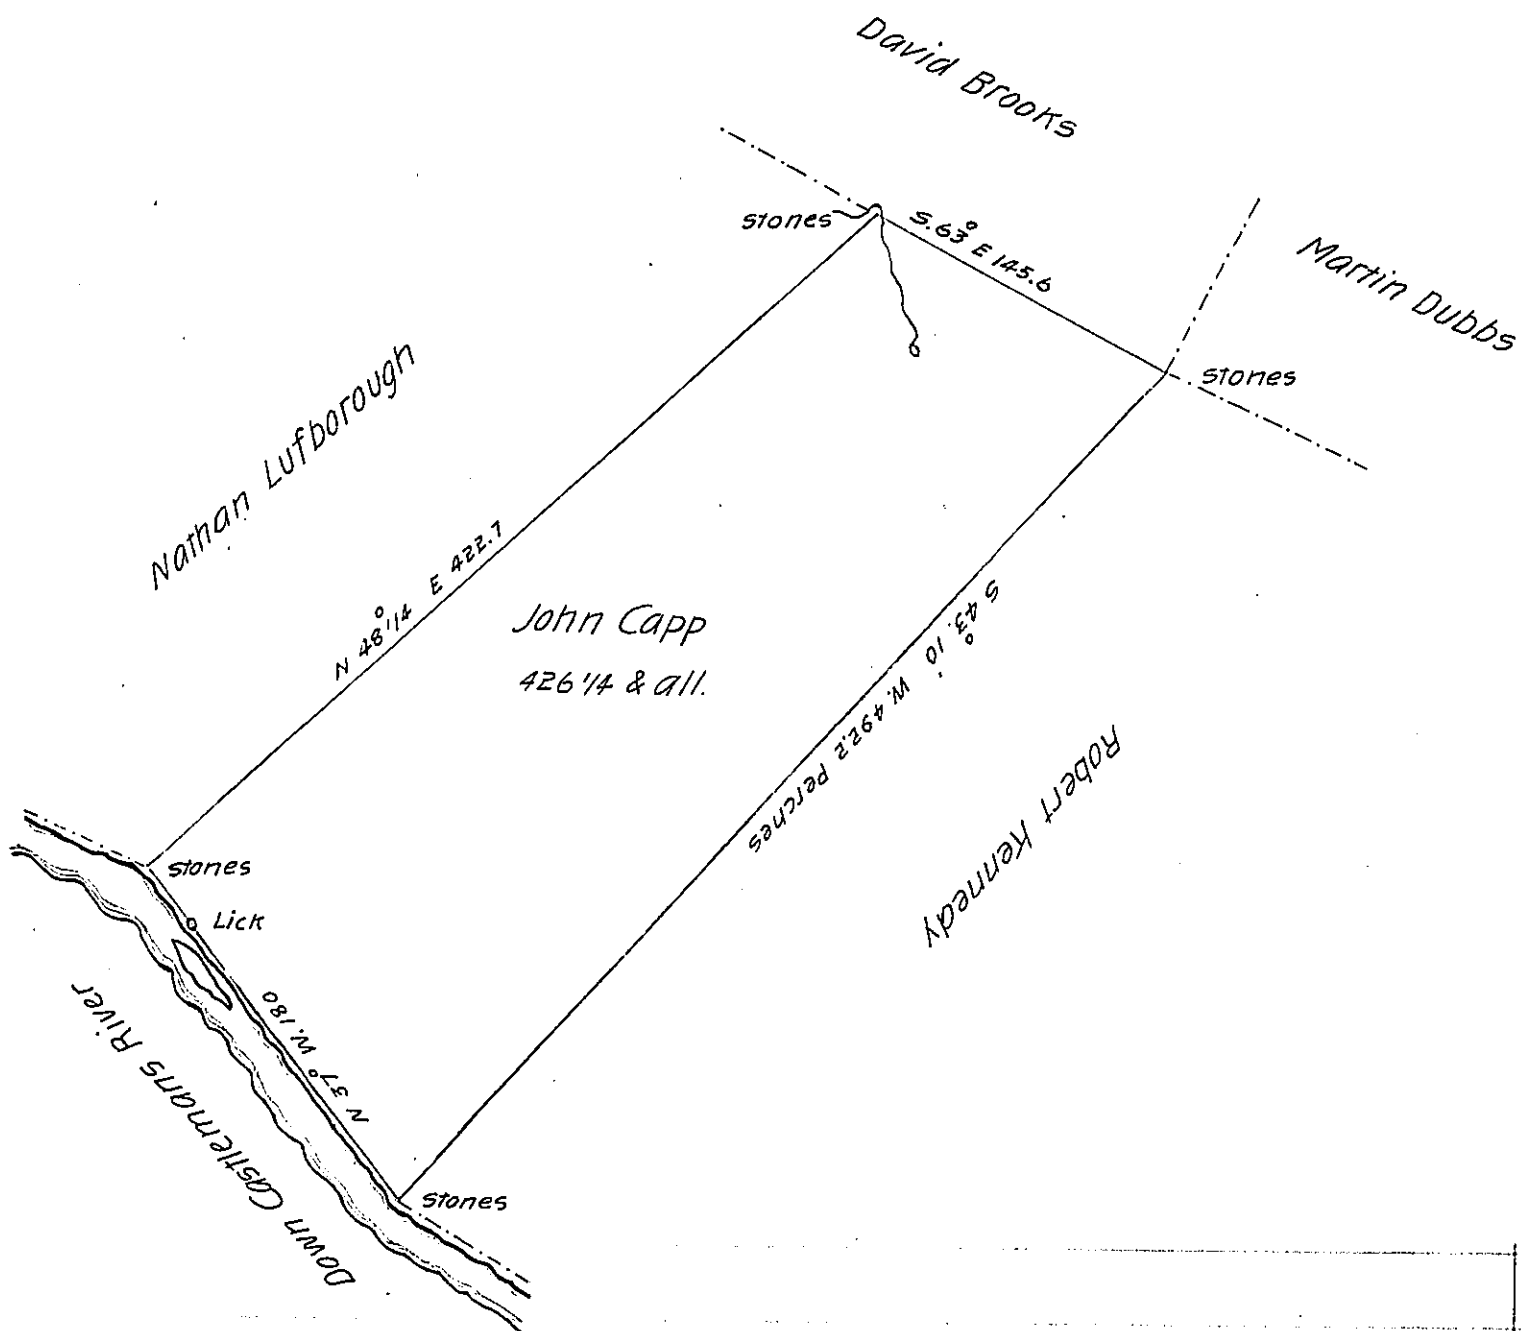 David Brooks
stones
S. 63° E 145.6
Martin Dubbs
stones
Nathan Lufborough
N 48° 1/4 E 422.7
John Capp
426 1/4 & all.
S 43.° 10' W. 492.2 Perches
Robert Kennedy
stones
Lick
N 37° W. 180
Down Castlemans River
stones